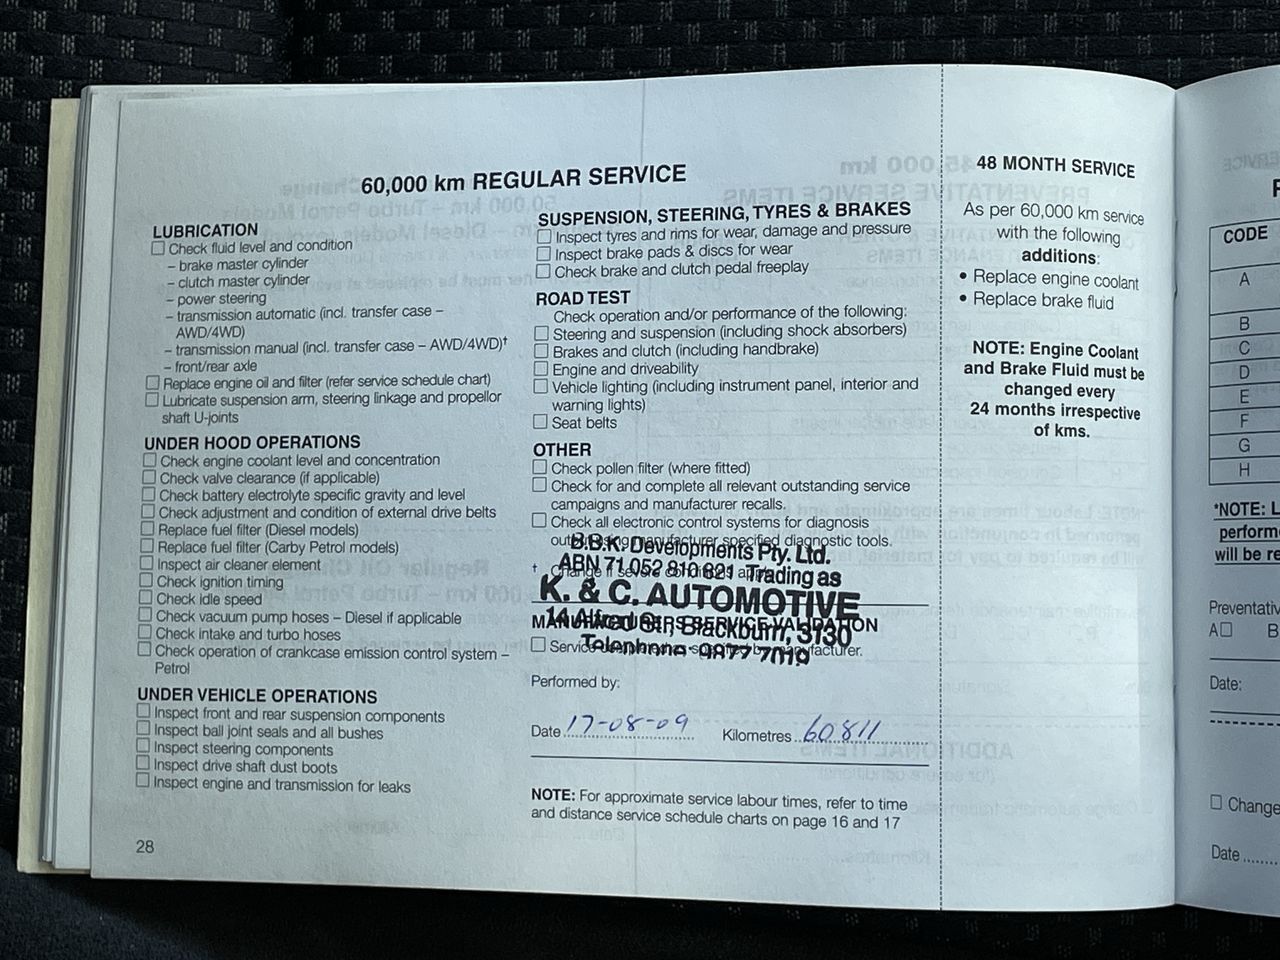 60,000 km REGULAR SERVICE
LUBRICATION
Check fluid level and condition
– brake master cylinder
– clutch master cylinder
– power steering
– transmission automatic (incl. transfer case –
AWD/4WD)
– transmission manual (incl. transfer case – AWD/4WD)†
– front/rear axle
Replace engine oil and filter (refer service schedule chart)
Lubricate suspension arm, steering linkage and propellor
shaft U-joints
UNDER HOOD OPERATIONS
Check engine coolant level and concentration
Check valve clearance (if applicable)
Check battery electrolyte specific gravity and level
Check adjustment and condition of external drive belts
Replace fuel filter (Diesel models)
Replace fuel filter (Carby Petrol models)
Inspect air cleaner element
Check ignition timing
Check idle speed
Check vacuum pump hoses – Diesel if applicable
Check intake and turbo hoses
Check operation of crankcase emission control system –
Petrol
UNDER VEHICLE OPERATIONS
Inspect front and rear suspension components
Inspect ball joint seals and all bushes
Inspect steering components
Inspect drive shaft dust boots
Inspect engine and transmission for leaks
28
SUSPENSION, STEERING, TYRES & BRAKES
Inspect tyres and rims for wear, damage and pressure
Inspect brake pads & discs for wear
Check brake and clutch pedal freeplay
ROAD TEST
Check operation and/or performance of the following:
Steering and suspension (including shock absorbers)
Brakes and clutch (including handbrake)
Engine and driveability
Vehicle lighting (including instrument panel, interior and
warning lights)
Seat belts
OTHER
Check pollen filter (where fitted)
Check for and complete all relevant outstanding service
campaigns and manufacturer recalls.
Check all electronic control systems for diagnosis
manufacturer specified diagnostic tools.
B.B.K. Developments Pty. Ltd.
† Change if severe conditions
ABN 71 052 810 821 Trading as
K. & C. AUTOMOTIVE
MANUFACTURERS SERVICE VALIDATION
14 Alfred St., Blackburn, 3130
Service manufacturer.
Telephone: 9877 7019
Performed by:
Date 17-08-09 Kilometres 60811
NOTE: For approximate service labour times, refer to time
and distance service schedule charts on page 16 and 17
48 MONTH SERVICE
As per 60,000 km service
with the following
additions:
• Replace engine coolant
• Replace brake fluid
NOTE: Engine Coolant
and Brake Fluid must be
changed every
24 months irrespective
of kms.
CODE
A
B
C
D
E
F
G
H
*NOTE: L
perform
will be re
Preventativ
A B
Date:
Change
Date